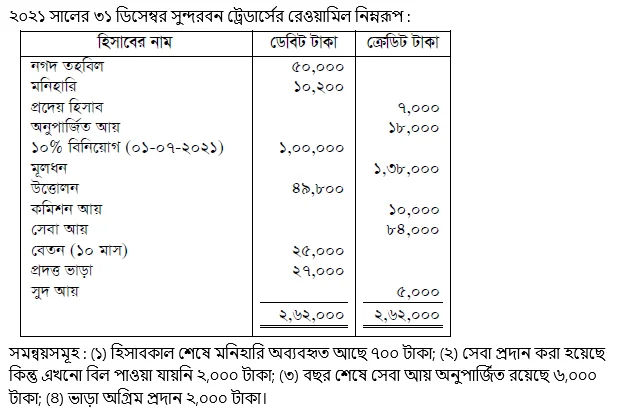 ২০২১ সালের ৩১ ডিসেম্বর সুন্দরবন ট্রেডার্সের রেওয়ামিল নিম্নরূপ :
হিসাবের নাম ডেবিট টাকা ক্রেডিট টাকা
নগদ তহবিল ৫০,০০০
মনিহারি ১০,২০০
প্রদেয় হিসাব ৭,০০০
অনুপার্জিত আয় ১৮,০০০
১০% বিনিয়োগ (০১-০৭-২০২১) ১,০০,০০০
মূলধন ১,৩৮,০০০
উত্তোলন ৪৯,৮০০
কমিশন আয় ১০,০০০
সেবা আয় ৮৪,০০০
বেতন (১০ মাস) ২৫,০০০
প্রদত্ত ভাড়া ২৭,০০০
সুদ আয় ৫,০০০
২,৬২,০০০ ২,৬২,০০০
সমন্বয়সমূহ : (১) হিসাবকাল শেষে মনিহারি অব্যবহৃত আছে ৭০০ টাকা; (২) সেবা প্রদান করা হয়েছে
কিন্তু এখনো বিল পাওয়া যায়নি ২,০০০ টাকা; (৩) বছর শেষে সেবা আয় অনুপার্জিত রয়েছে ৬,০০০
টাকা; (৪) ভাড়া অগ্রিম প্রদান ২,০০০ টাকা।